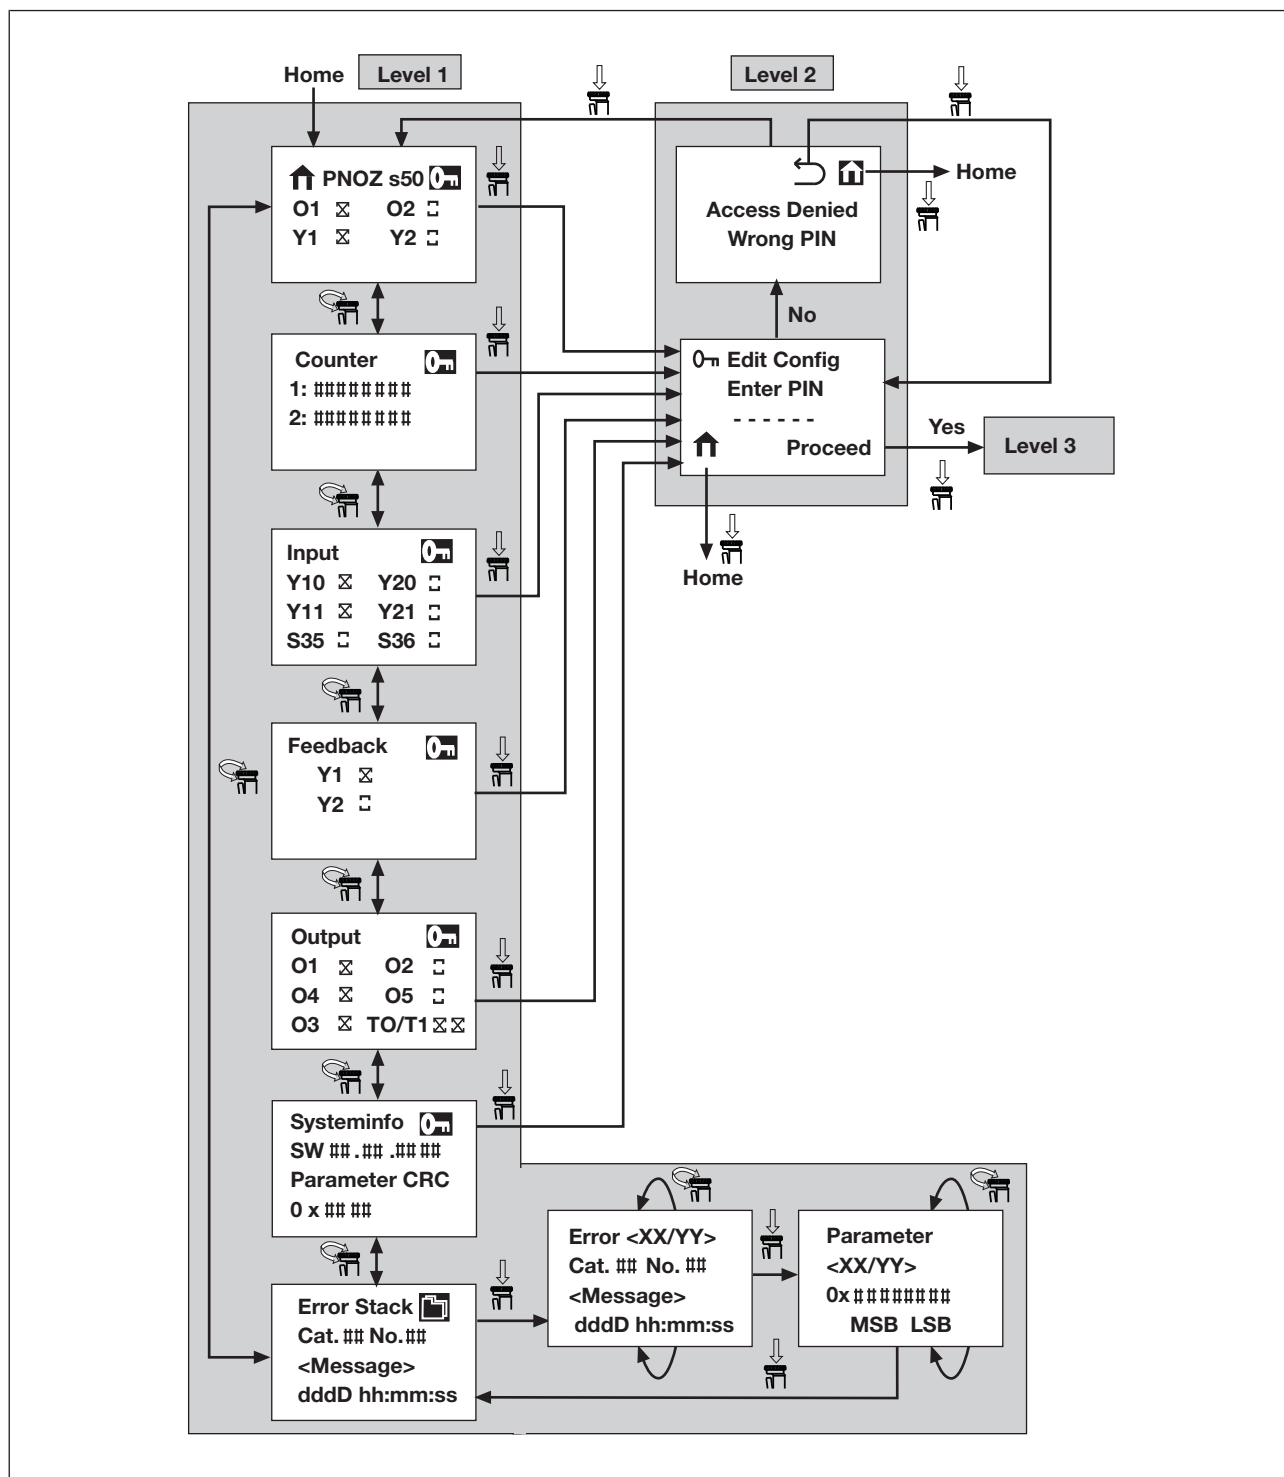 Home
Level 1
PNOZ s50
O1 O2
Y1 Y2
Counter
1: ########
2: ########
Input
Y10 Y20
Y11 Y21
S35 S36
Feedback
Y1
Y2
Output
O1 O2
O4 O5
O3 TO/T1
Systeminfo
SW ##.## .####
Parameter CRC
0 x ## ##
Error Stack
Cat. ## No.##
<Message>
dddD hh:mm:ss
Error <XX/YY>
Cat. ## No. ##
<Message>
dddD hh:mm:ss
Parameter
<XX/YY>
0x########
MSB LSB
Level 2
Access Denied
Wrong PIN
Home
No
Edit Config
Enter PIN
- - - - - -
Proceed
Home
Yes
Level 3